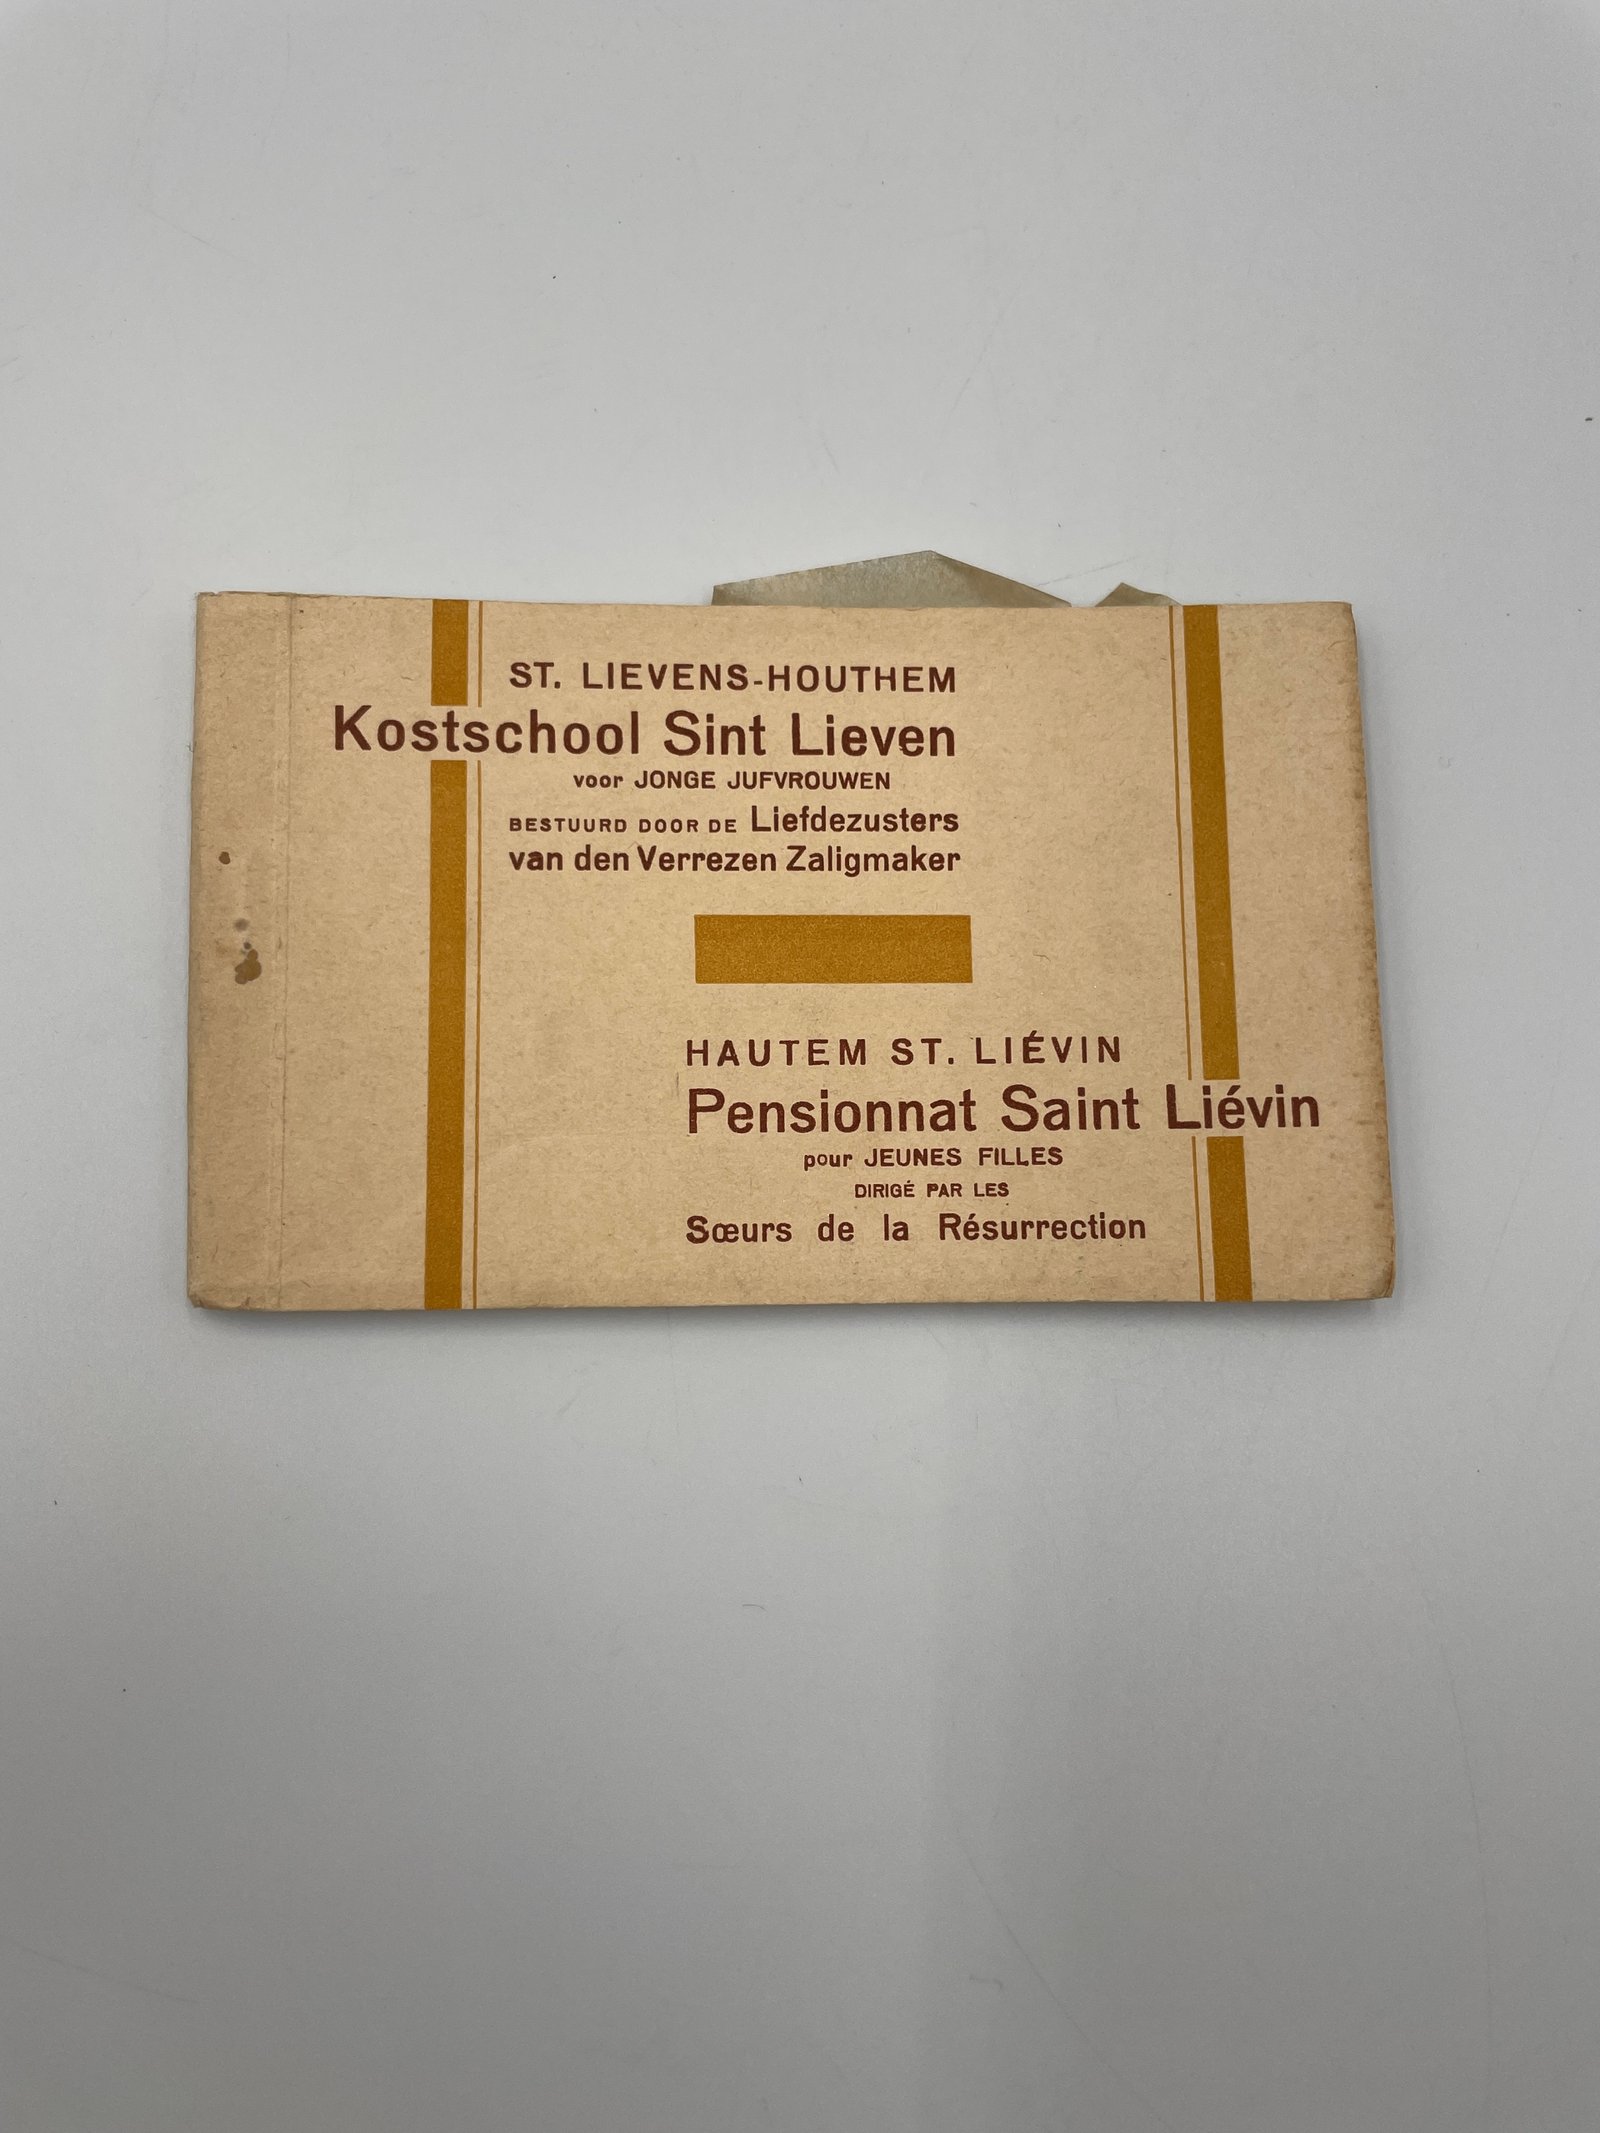 ST. LIEVENS-HOUTHEM
Kostschool Sint Lieven
voor JONGE JUFVROUWEN
BESTUURD DOOR DE Liefdezusters
van den Verrezen Zaligmaker
HAUTEM ST. LIÉVIN
Pensionnat Saint Liévin
pour JEUNES FILLES
DIRIGÉ PAR LES
Sœurs de la Résurrection